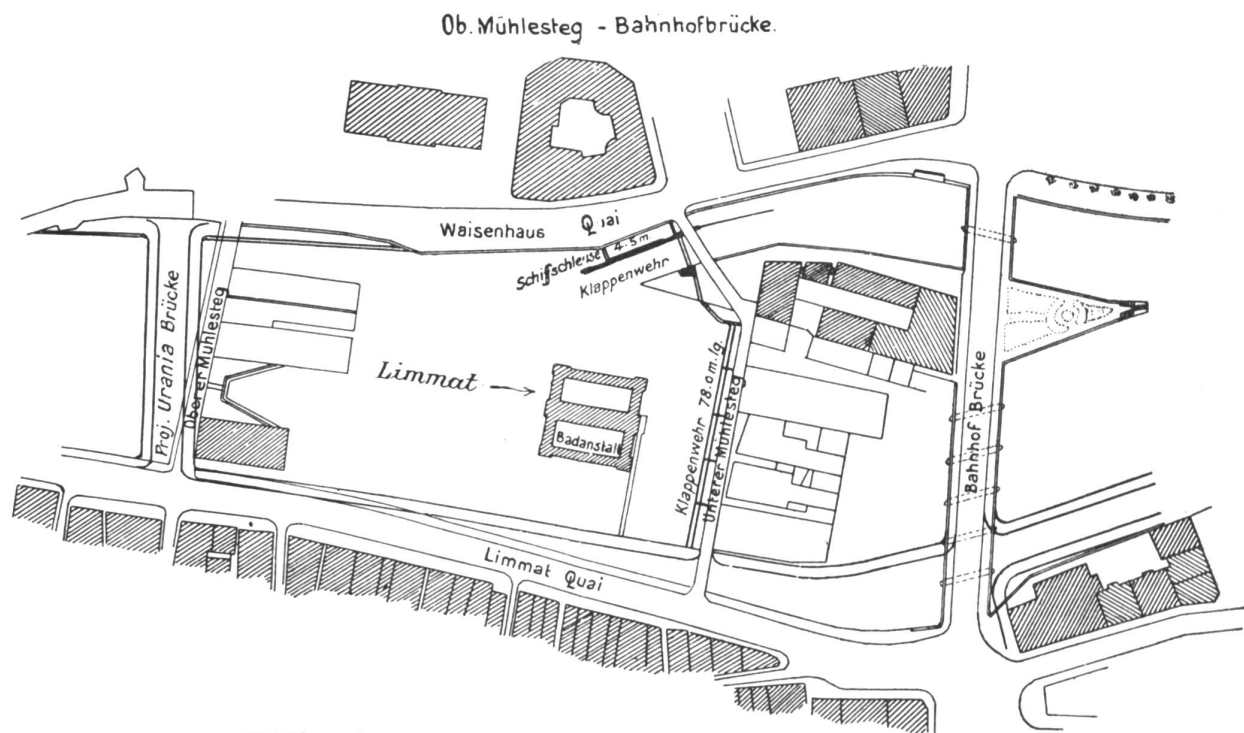 Ob. Mühlesteg - Bahnhofbrücke.
Waisenhaus Quai
Schiffschleuse
4.5 m.
Klappenwehr
Proj. Urania Brücke
Oberer Mühlesteg
Limmat
Badanstalt
Klappenwehr 78.0 m. lg.
Unterer Mühlesteg
Bahnhof Brücke
Limmat Quai